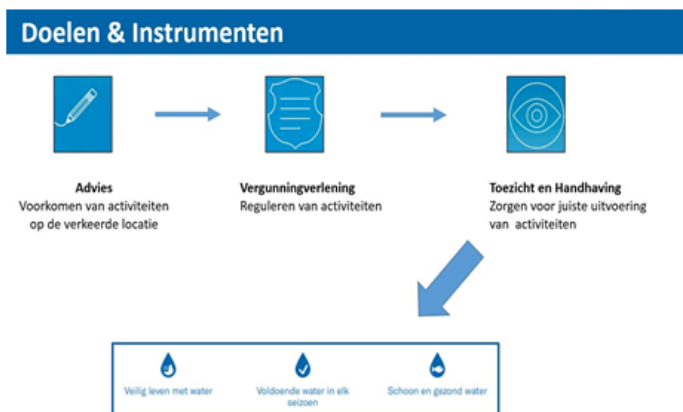 Doelen & Instrumenten
Advies
Voorkomen van activiteiten
op de verkeerde locatie
Vergunningverlening
Reguleren van activiteiten
Toezicht en Handhaving
Zorgen voor juiste uitvoering
van activiteiten
Veilig leven met water
Voldoende water in elk
seizoen
Schoon en gezond water